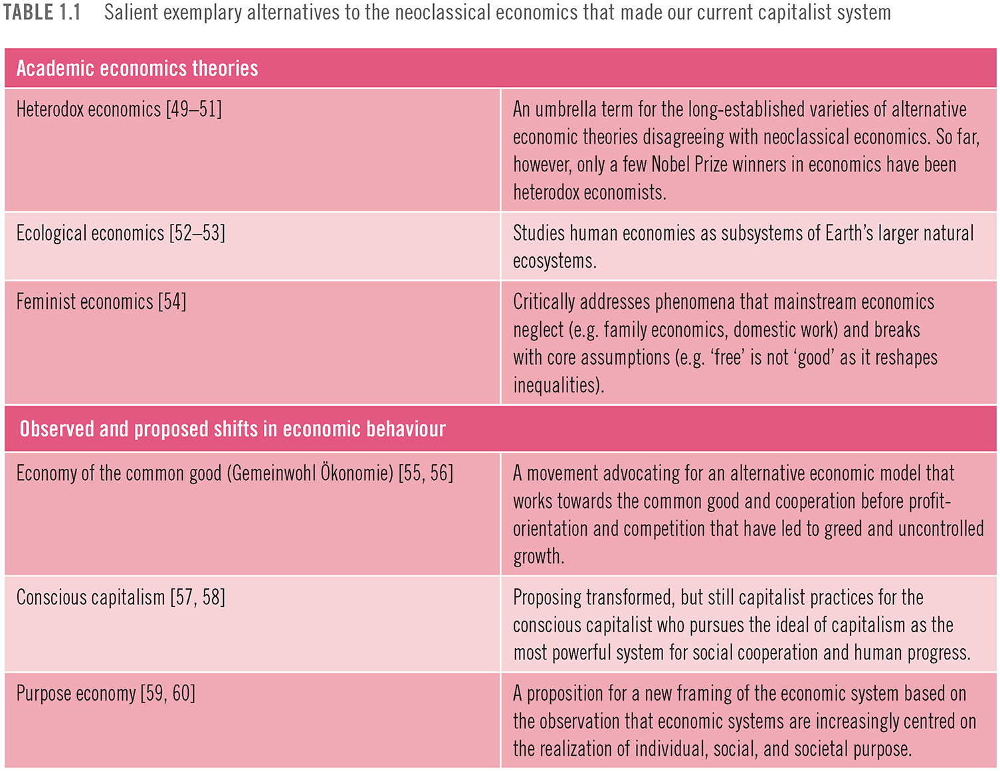 TABLE 1.1 Salient exemplary alternatives to the neoclassical economics that made our current capitalist system
Academic economics theories
Heterodox economics [49–51]
An umbrella term for the long-established varieties of alternative
economic theories disagreeing with neoclassical economics. So far,
however, only a few Nobel Prize winners in economics have been
heterodox economists.
Ecological economics [52–53]
Studies human economies as subsystems of Earth’s larger natural
ecosystems.
Feminist economics [54]
Critically addresses phenomena that mainstream economics
neglect (e.g. family economics, domestic work) and breaks
with core assumptions (e.g. ‘free’ is not ‘good’ as it reshapes
inequalities).
Observed and proposed shifts in economic behaviour
Economy of the common good (Gemeinwohl Ökonomie) [55, 56]
A movement advocating for an alternative economic model that
works towards the common good and cooperation before profit-
orientation and competition that have led to greed and uncontrolled
growth.
Conscious capitalism [57, 58]
Proposing transformed, but still capitalist practices for the
conscious capitalist who pursues the ideal of capitalism as the
most powerful system for social cooperation and human progress.
Purpose economy [59, 60]
A proposition for a new framing of the economic system based on
the observation that economic systems are increasingly centred on
the realization of individual, social, and societal purpose.